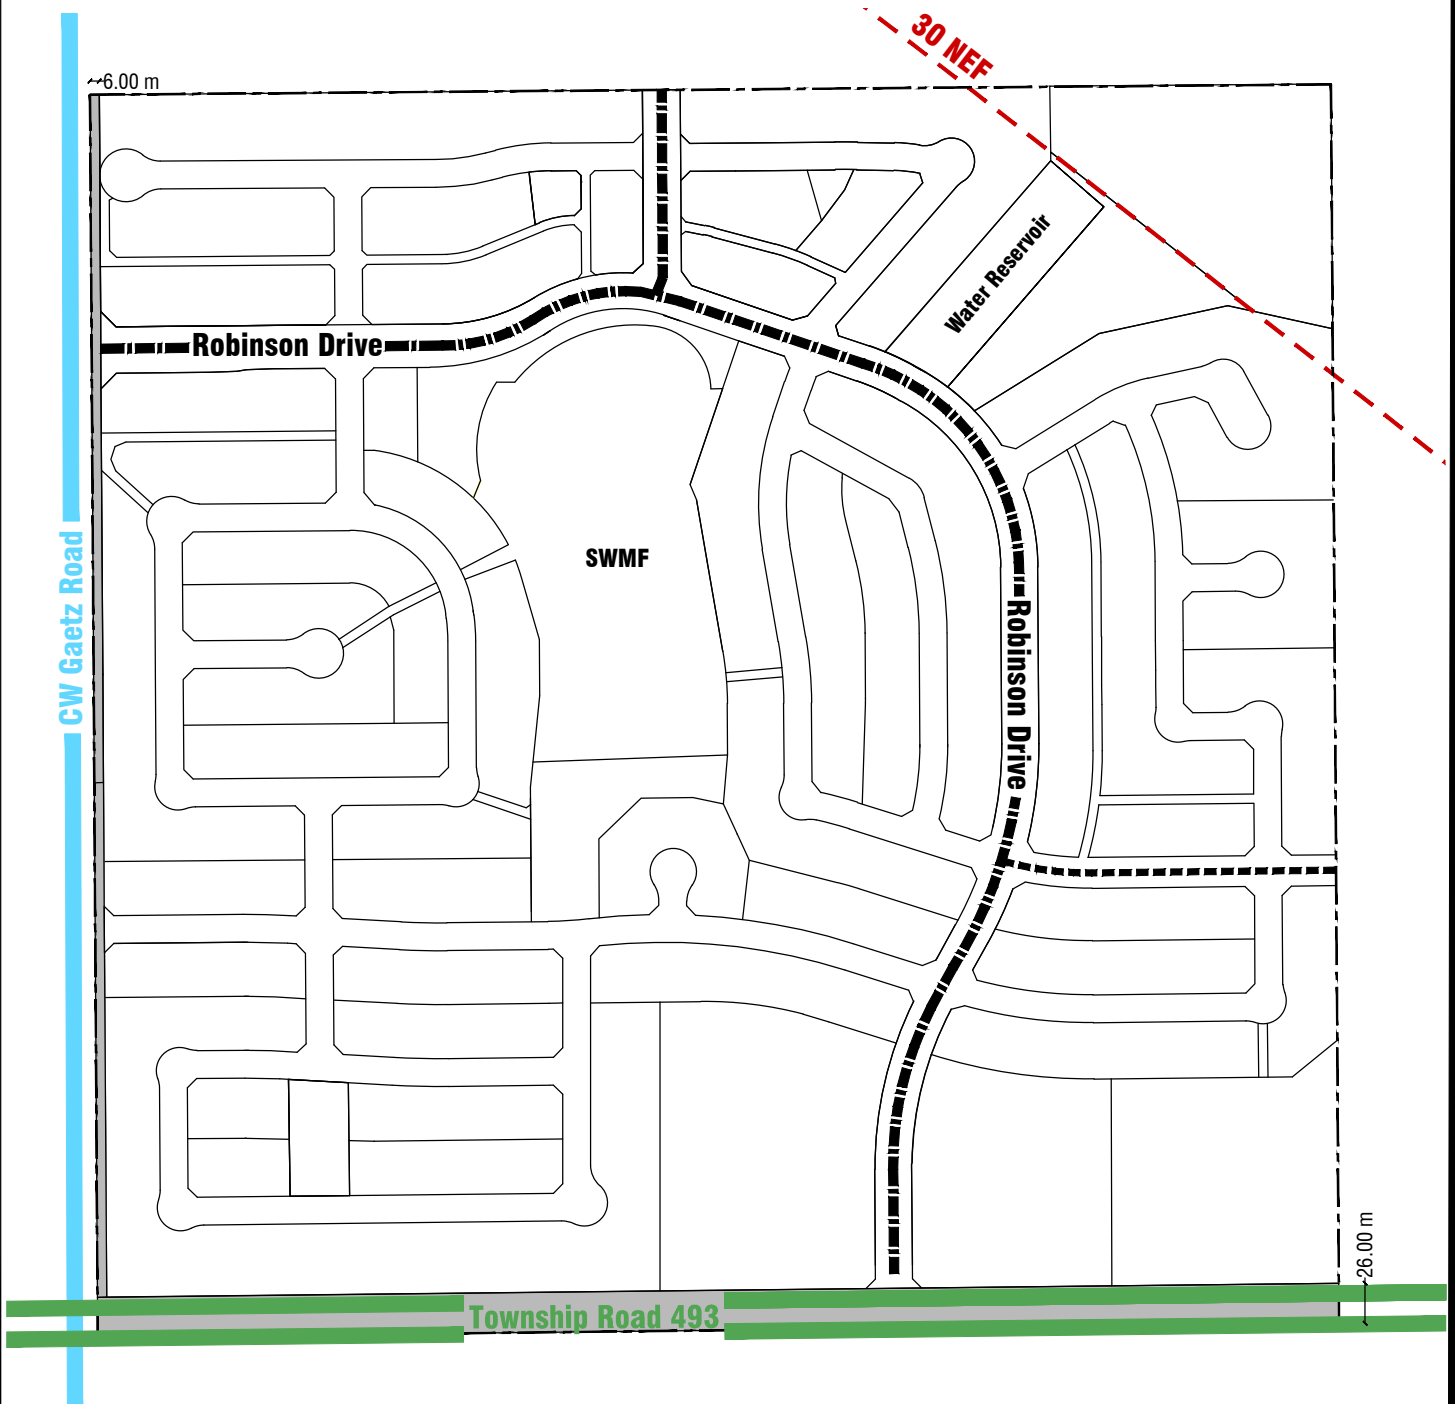 30 NEF
6.00 m
Water Reservoir
Robinson Drive
SWMF
CW Gaetz Road
Robinson Drive
26.00 m
Township Road 493